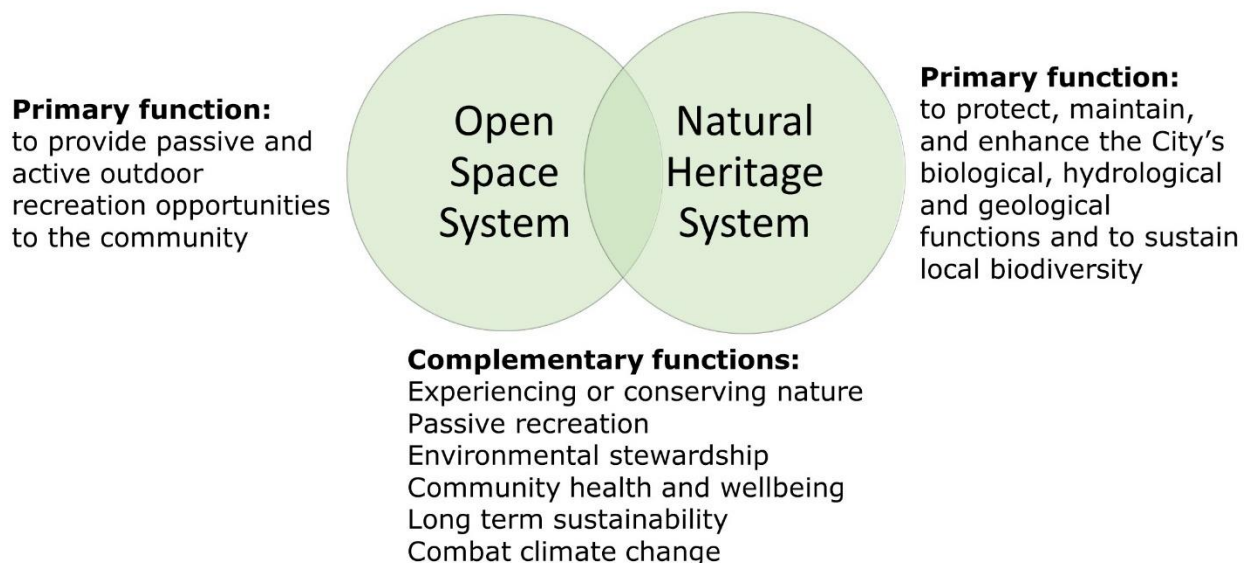 Primary function:
to provide passive and
active outdoor
recreation opportunities
to the community
Open
Space
System
Natural
Heritage
System
Primary function:
to protect, maintain,
and enhance the City’s
biological, hydrological
and geological
functions and to sustain
local biodiversity
Complementary functions:
Experiencing or conserving nature
Passive recreation
Environmental stewardship
Community health and wellbeing
Long term sustainability
Combat climate change